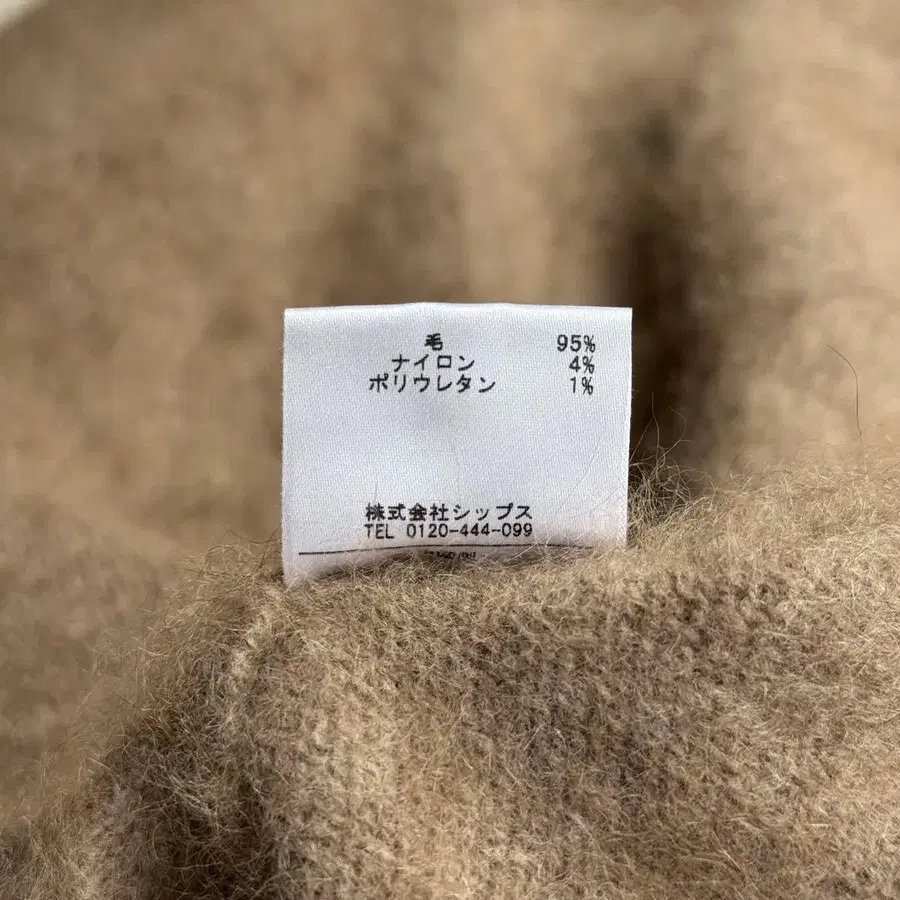 毛 95%
ナイロン 4%
ポリウレタン 1%
株式会社シップス
TEL 0120-444-099